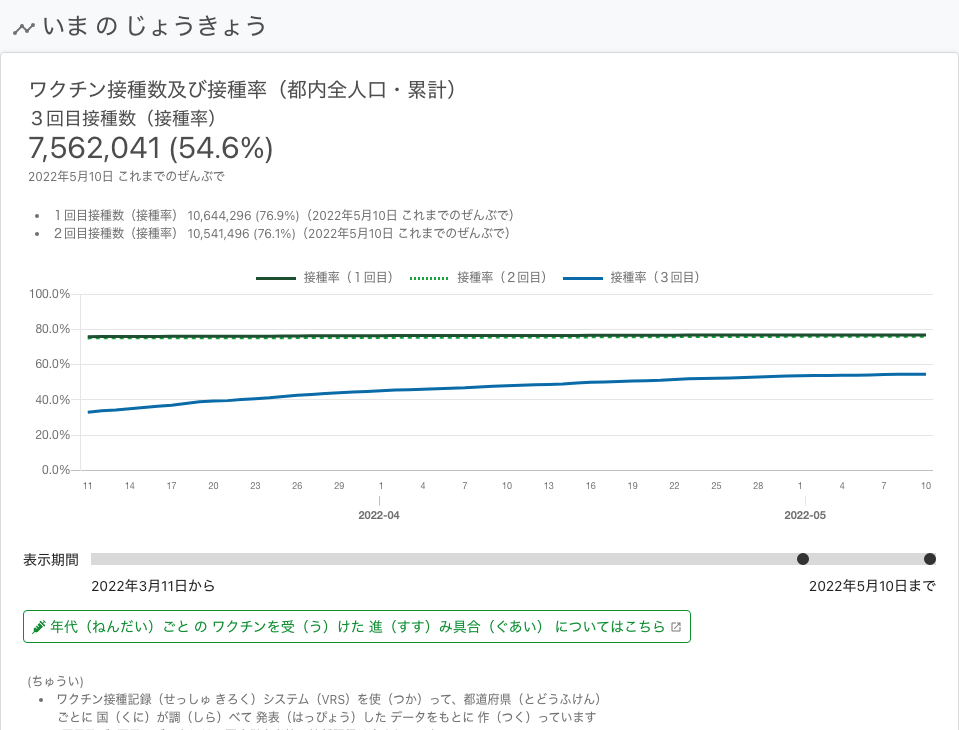 いま の じょうきょう
ワクチン接種数及び接種率（都内全人口・累計）
３回目接種数（接種率）
7,562,041 (54.6%)
2022年5月10日 これまでのぜんぶで
• １回目接種数（接種率） 10,644,296 (76.9%)（2022年5月10日 これまでのぜんぶで）
• ２回目接種数（接種率） 10,541,496 (76.1%)（2022年5月10日 これまでのぜんぶで）
接種率（１回目） 接種率（２回目） 接種率（３回目）
100.0%
80.0%
60.0%
40.0%
20.0%
0.0%
11 14 17 20 23 26 29 1 4 7 10 13 16 19 22 25 28 1 4 7 10
2022-04 2022-05
表示期間
2022年3月11日から 2022年5月10日まで
年代（ねんだい）ごと の ワクチンを受（う）けた 進（すす）み具合（ぐあい） についてはこちら
(ちゅうい)
• ワクチン接種記録（せっしゅ きろく）システム（VRS）を使（つか）って、都道府県（とどうふけん）
ごとに 国（くに）が調（しら）べて 発表（はっぴょう）した データをもとに 作（つく）っています